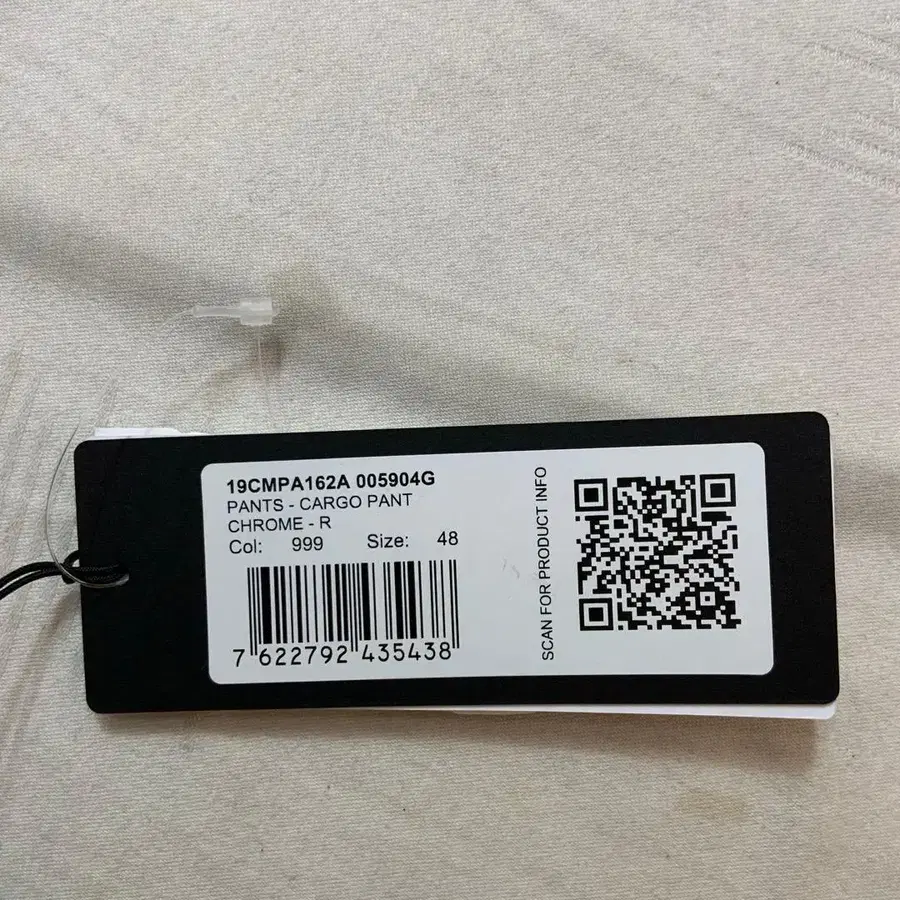 19CMPA162A 005904G
PANTS - CARGO PANT
CHROME - R
Col: 999 Size: 48
7 622792 435438
SCAN FOR PRODUCT INFO